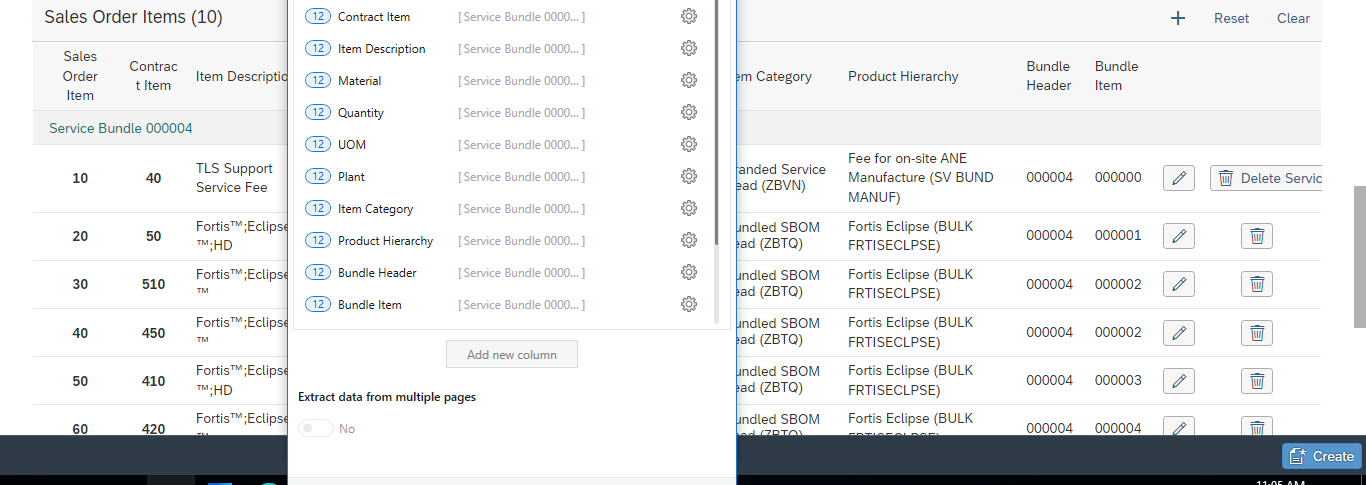 Sales Order Items (10)
Reset
Clear
Sales
Order
Item
Contrac
t Item
Item Descriptio
em Category
Product Hierarchy
Bundle
Header
Bundle
Item
Service Bundle 000004
10
40
TLS Support
Service Fee
randed Service
ead (ZBVN)
Fee for on-site ANE
Manufacture (SV BUND
MANUF)
000004
000000
Delete Servic
20
50
Fortis™;Eclipse
™;HD
undled SBOM
ead (ZBTQ)
Fortis Eclipse (BULK
FRTISECLPSE)
000004
000001
30
510
Fortis™;Eclipse
™
undled SBOM
ead (ZBTQ)
Fortis Eclipse (BULK
FRTISECLPSE)
000004
000002
40
450
Fortis™;Eclipse
™
undled SBOM
ead (ZBTQ)
Fortis Eclipse (BULK
FRTISECLPSE)
000004
000002
50
410
Fortis™;Eclipse
™;HD
undled SBOM
ead (ZBTQ)
Fortis Eclipse (BULK
FRTISECLPSE)
000004
000003
60
420
Fortis™;Eclipse
™
undled SBOM
ead (ZBTQ)
Fortis Eclipse (BULK
FRTISECLPSE)
000004
000004
12 Contract Item [ Service Bundle 0000... ]
12 Item Description [ Service Bundle 0000... ]
12 Material [ Service Bundle 0000... ]
12 Quantity [ Service Bundle 0000... ]
12 UOM [ Service Bundle 0000... ]
12 Plant [ Service Bundle 0000... ]
12 Item Category [ Service Bundle 0000... ]
12 Product Hierarchy [ Service Bundle 0000... ]
12 Bundle Header [ Service Bundle 0000... ]
12 Bundle Item [ Service Bundle 0000... ]
Add new column
Extract data from multiple pages
No
Create
11:05 AM